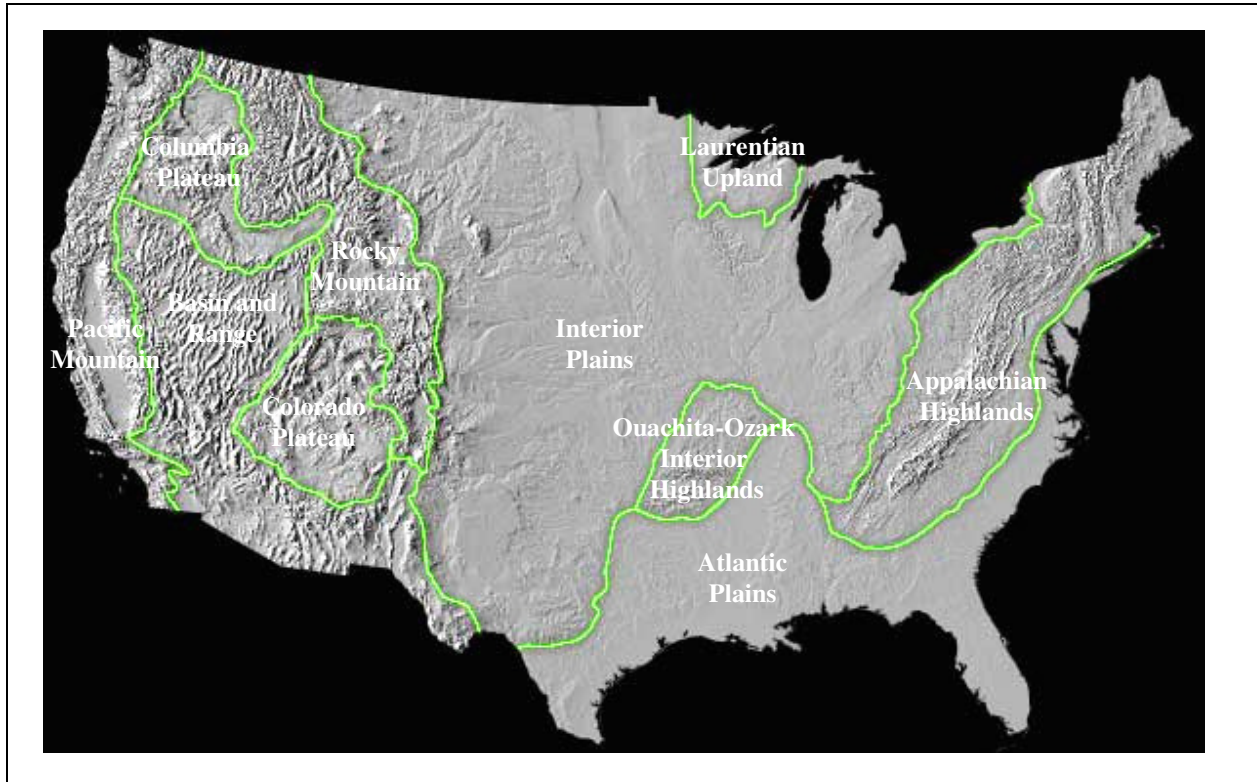 Columbia
Plateau
Laurentian
Upland
Rocky
Mountain
Basin and
Range
Pacific
Mountain
Interior
Plains
Appalachian
Highlands
Colorado
Plateau
Ouachita-Ozark
Interior
Highlands
Atlantic
Plains